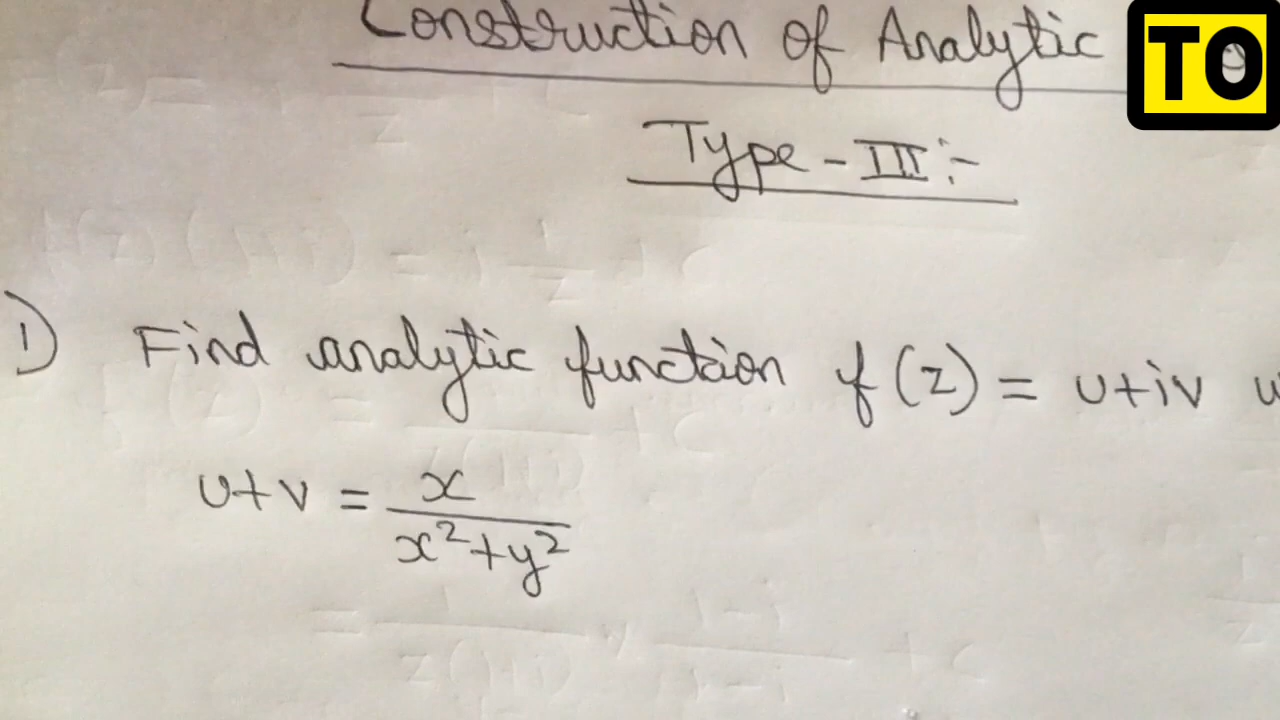 Construction of Analytic
TO
Type - III :-
1) Find analytic function f(z) = u+iv
u+v = x / x²+y²